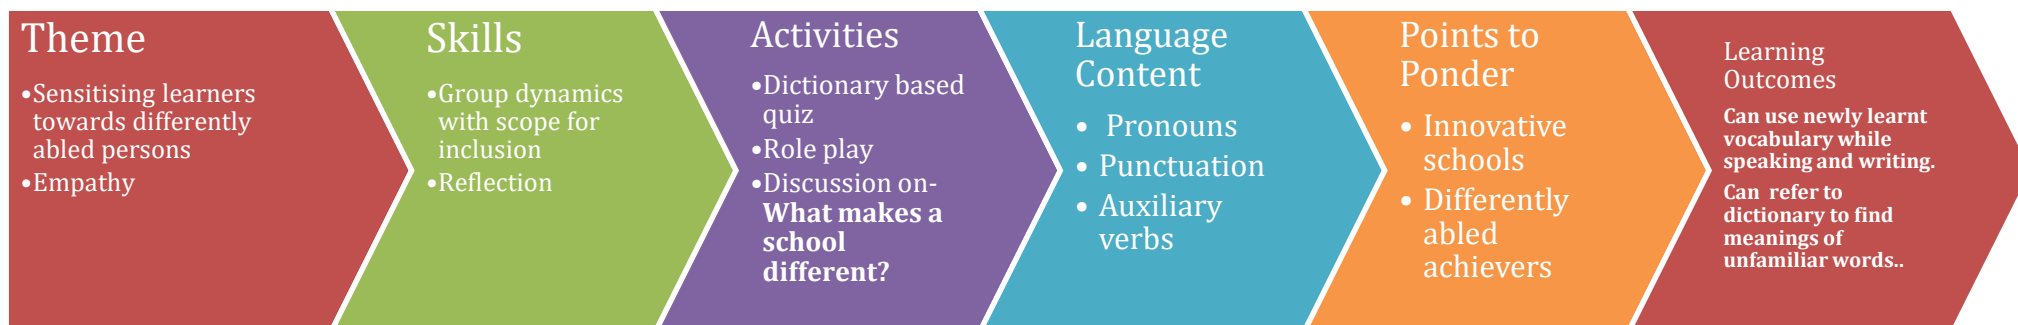 Theme
•Sensitising learners
towards differently
abled persons
•Empathy
Skills
•Group dynamics
with scope for
inclusion
•Reflection
Activities
•Dictionary based
quiz
•Role play
•Discussion on-
What makes a
school
different?
Language
Content
• Pronouns
• Punctuation
• Auxiliary
verbs
Points to
Ponder
• Innovative
schools
• Differently
abled
achievers
Learning
Outcomes
Can use newly learnt
vocabulary while
speaking and writing.
Can refer to
dictionary to find
meanings of
unfamiliar words..